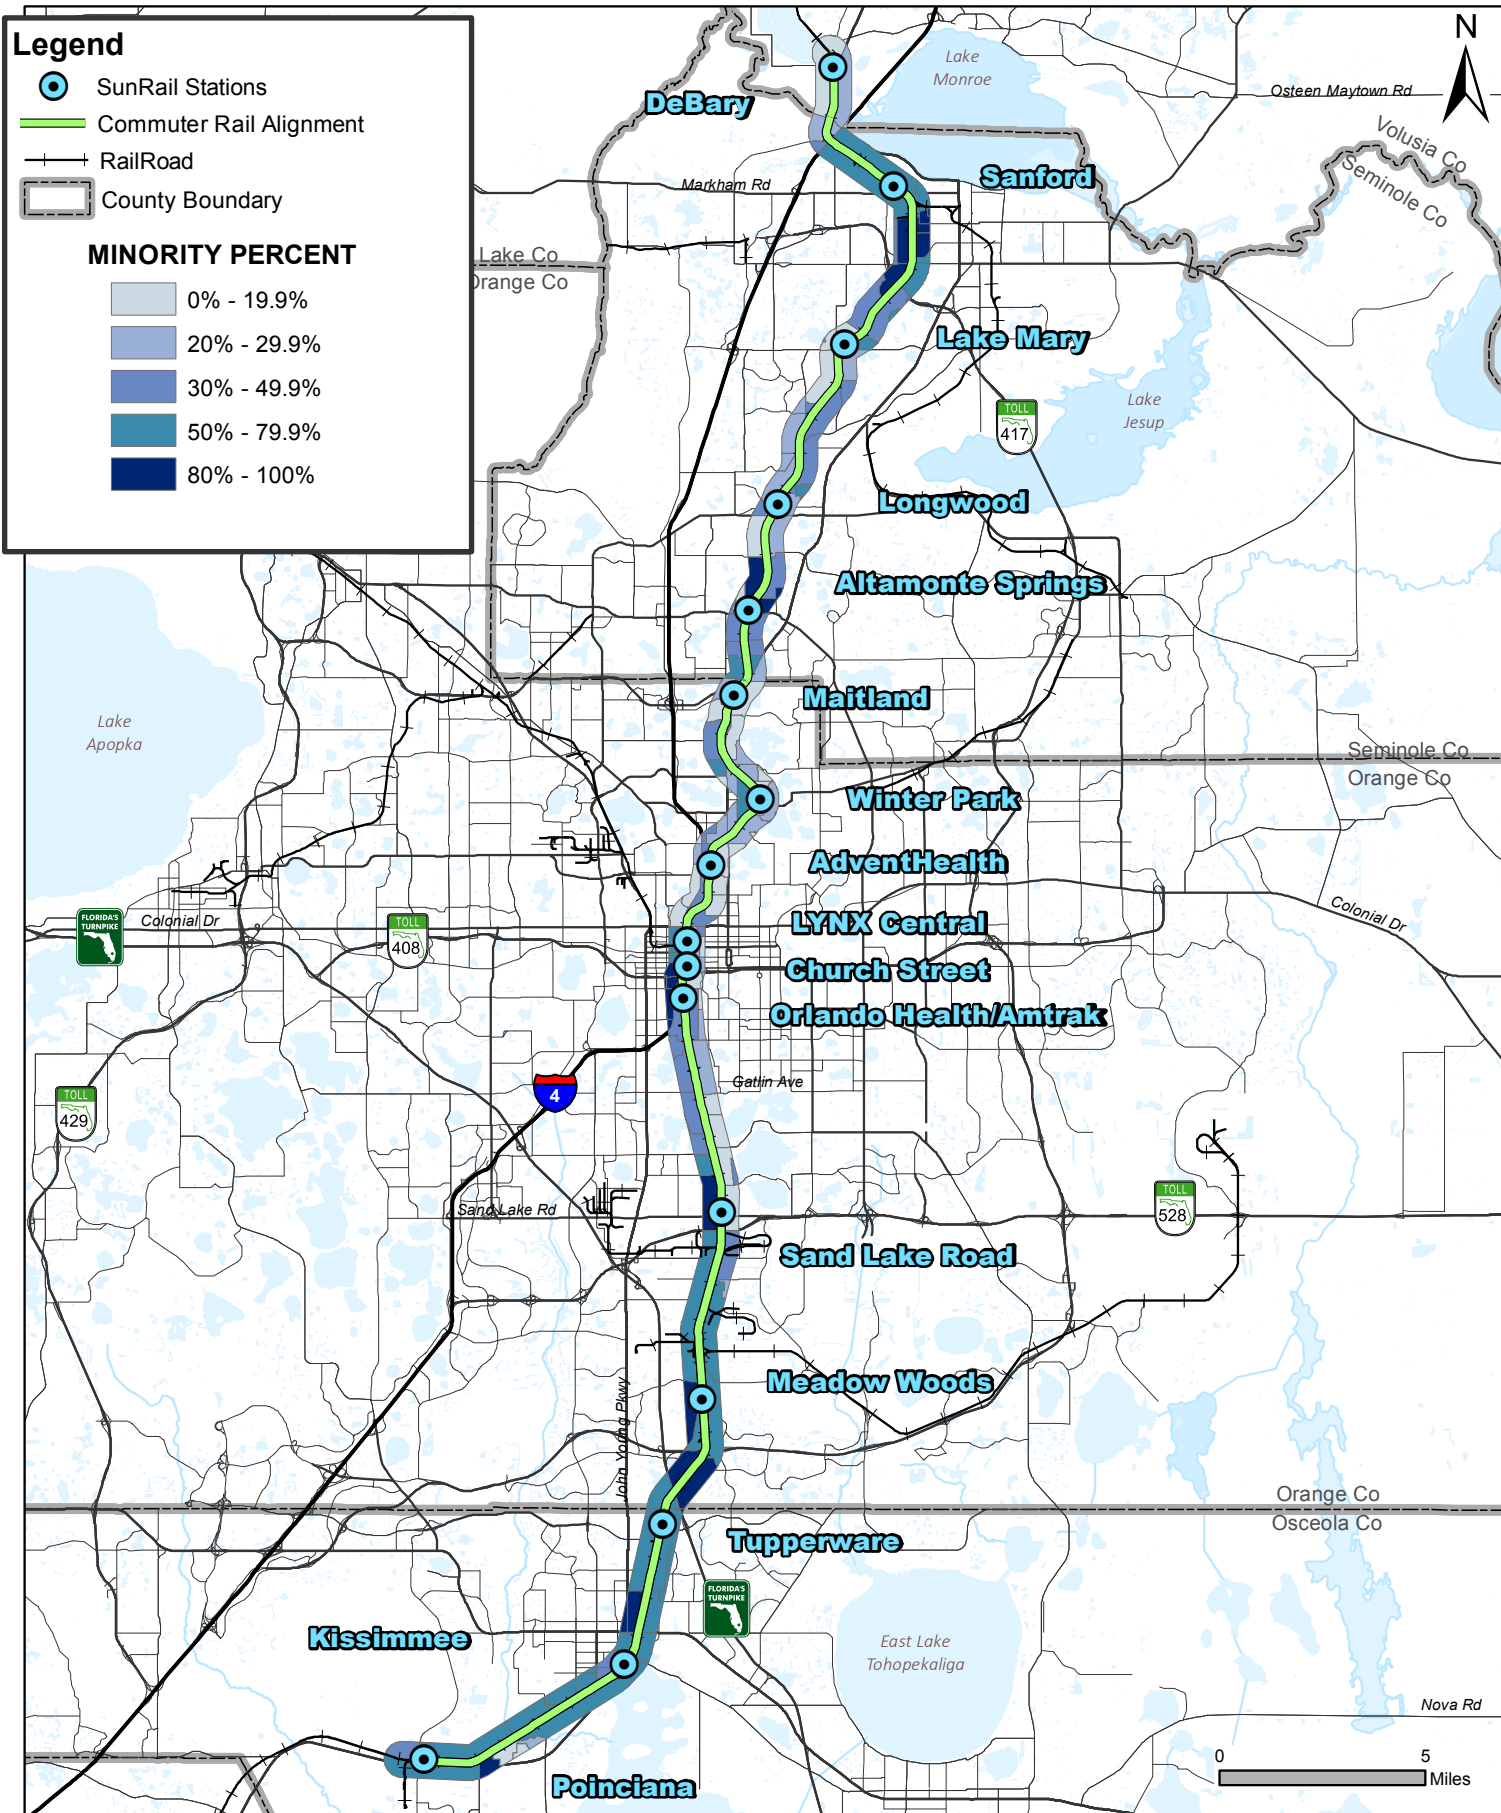 Legend
SunRail Stations
Commuter Rail Alignment
RailRoad
County Boundary
MINORITY PERCENT
0% - 19.9%
20% - 29.9%
30% - 49.9%
50% - 79.9%
80% - 100%
N
Lake
Monroe
Osteen Maytown Rd
DeBary
Volusia Co
Seminole Co
Sanford
Markham Rd
Lake Co
Orange Co
Lake Mary
Lake
Jesup
TOLL
417
Longwood
Altamonte Springs
Maitland
Lake
Apopka
Seminole Co
Orange Co
Winter Park
AdventHealth
FLORIDA'S
TURNPIKE
Colonial Dr
TOLL
408
LYNX Central
Colonial Dr
Church Street
Orlando Health/Amtrak
Gatlin Ave
4
TOLL
429
Sand Lake Rd
TOLL
528
Sand Lake Road
Meadow Woods
John Young Pkwy
Orange Co
Osceola Co
Tupperware
FLORIDA'S
TURNPIKE
Kissimmee
East Lake
Tohopekaliga
Nova Rd
Poinciana
0 5
Miles